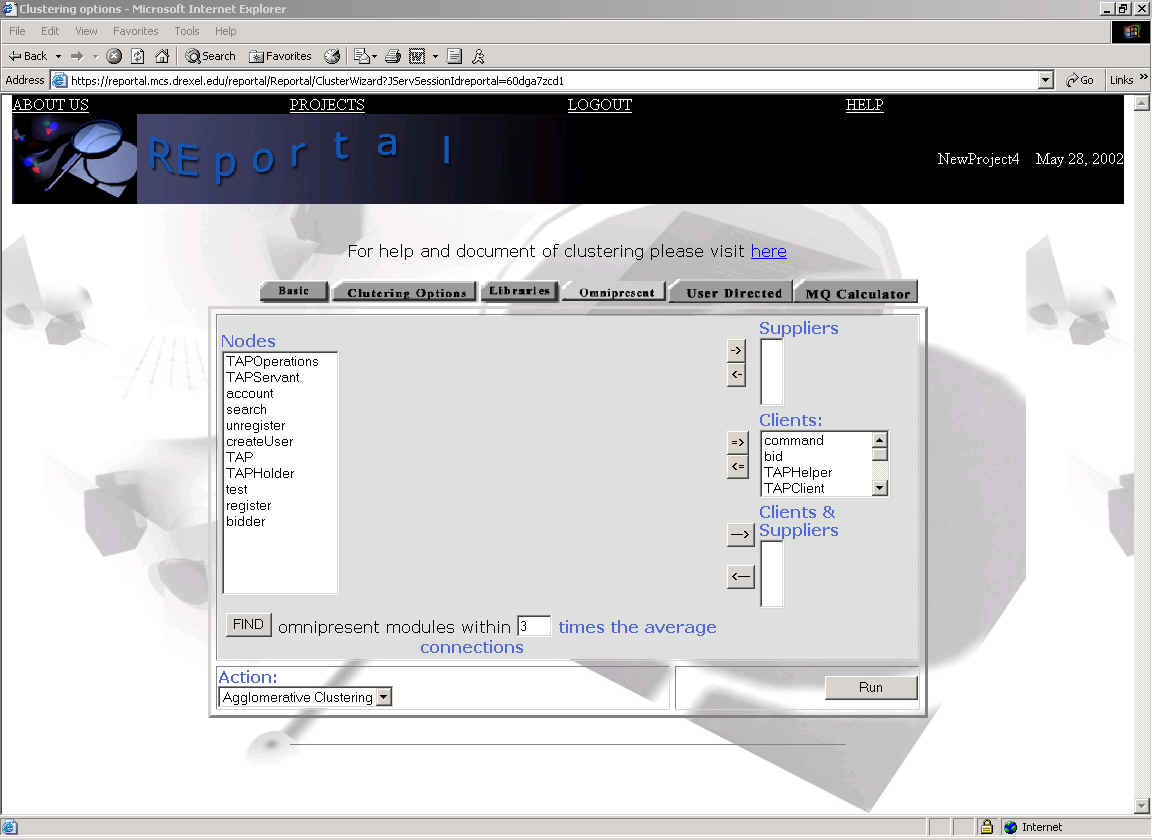 Clustering options - Microsoft Internet Explorer
File Edit View Favorites Tools Help
Back Search Favorites
Address https://reportal.mcs.drexel.edu/reportal/Reportal/ClusterWizard?JServSessionIdreportal=60dga7zcd1 Go Links »
ABOUT US PROJECTS LOGOUT HELP
REportal
NewProject4 May 28, 2002
For help and document of clustering please visit here
Basic Clutering Options Libraries Omnipresent User Directed MQ Calculator
Nodes
TAPOperations
TAPServant
account
search
unregister
createUser
TAP
TAPHolder
test
register
bidder
Suppliers
->
<-
Clients:
=>
<=
command
bid
TAPHelper
TAPClient
Clients &
Suppliers
-->
<--
FIND omnipresent modules within 3 times the average
connections
Action:
Agglomerative Clustering
Run
Internet